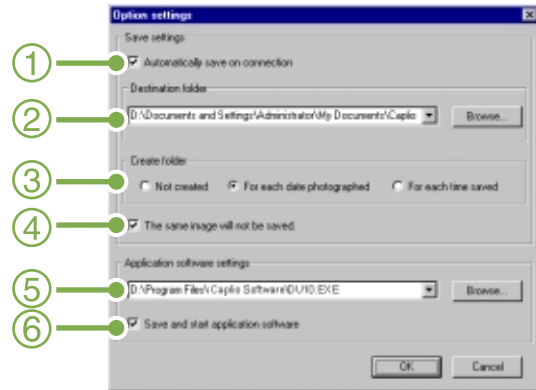 Option settings
Save settings
① Automatically save on connection
Destination folder
② D:\Documents and Settings\Administrator\My Documents\Caplio Browse...
Create folder
③ Not created For each date photographed For each time saved
④ The same image will not be saved.
Application software settings
⑤ D:\Program Files\Caplio Software\DU10.EXE Browse...
⑥ Save and start application software
OK Cancel